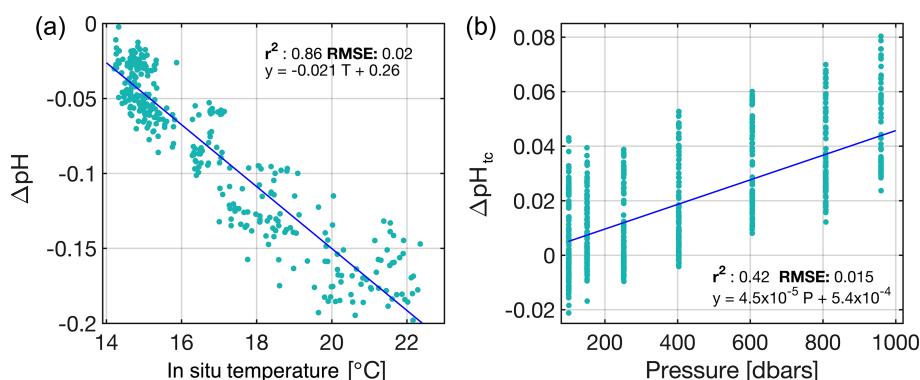 (a)
0
-0.05
-0.1
-0.15
-0.2
ΔpH
r² : 0.86 RMSE: 0.02
y = -0.021 T + 0.26
14 16 18 20 22
In situ temperature [°C]
(b)
0.08
0.06
0.04
0.02
0
-0.02
ΔpH_tc
r² : 0.42 RMSE: 0.015
y = 4.5x10⁻⁵ P + 5.4x10⁻⁴
200 400 600 800 1000
Pressure [dbars]